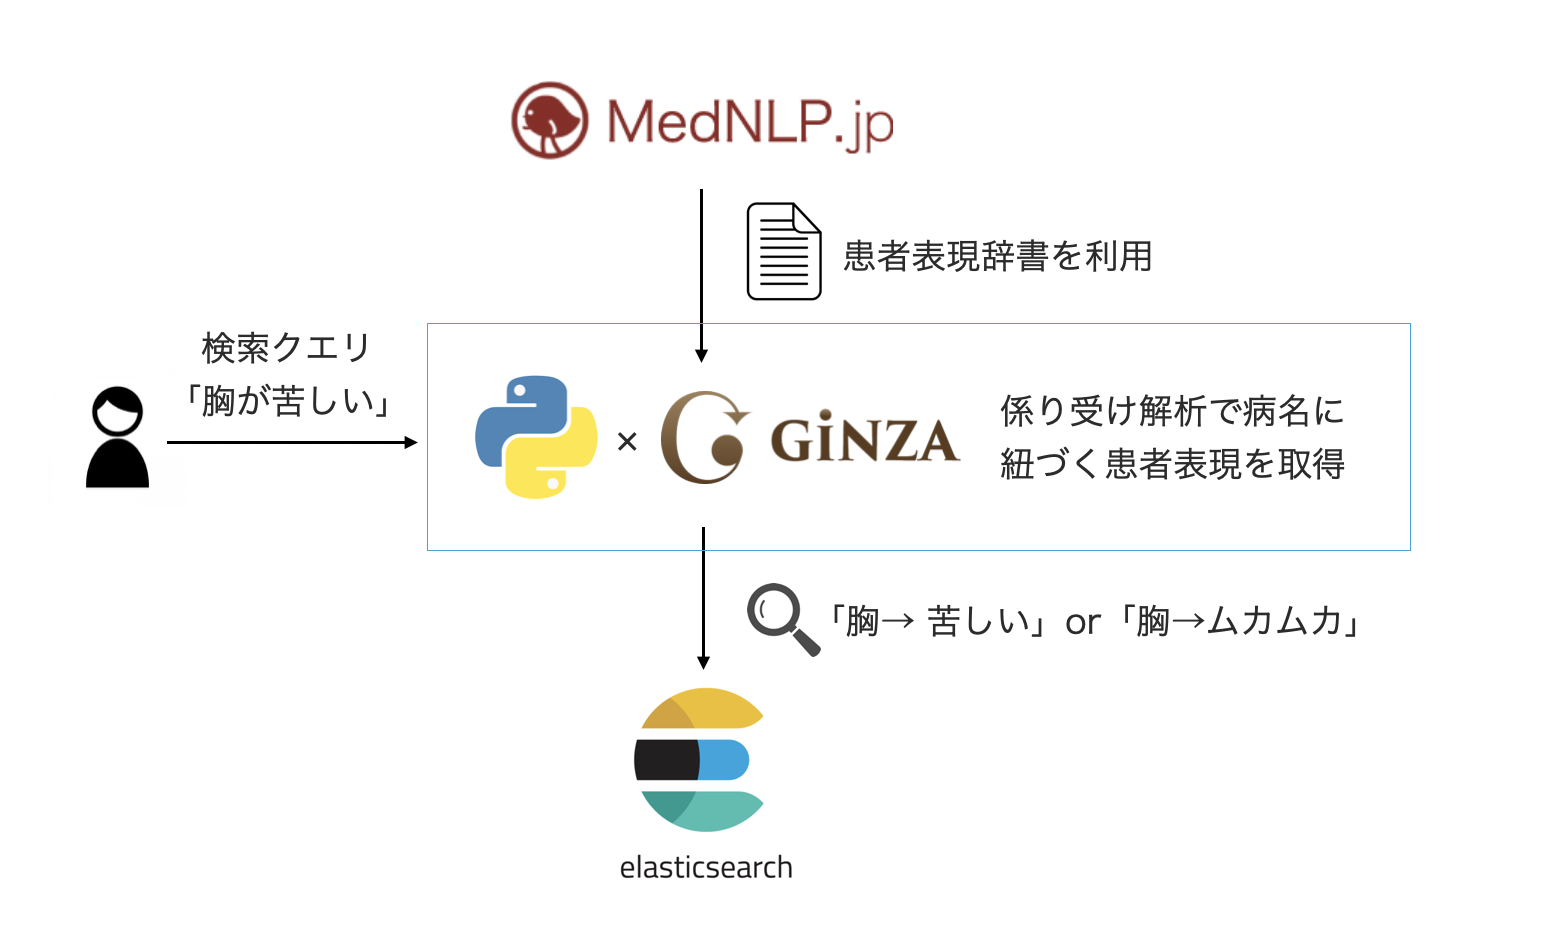 MedNLP.jp
患者表現辞書を利用
検索クエリ
「胸が苦しい」
×
GiNZA
係り受け解析で病名に
紐づく患者表現を取得
「胸→ 苦しい」or「胸→ムカムカ」
elasticsearch